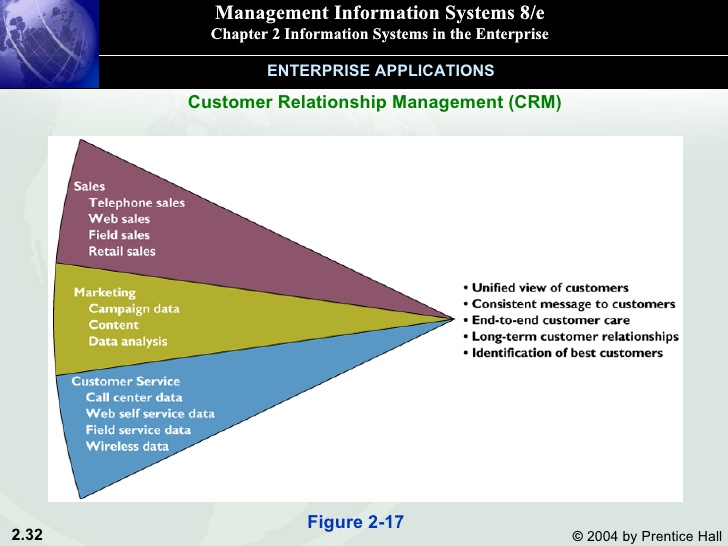 Management Information Systems 8/e
Chapter 2 Information Systems in the Enterprise
ENTERPRISE APPLICATIONS
Customer Relationship Management (CRM)
Sales
Telephone sales
Web sales
Field sales
Retail sales
Marketing
Campaign data
Content
Data analysis
Customer Service
Call center data
Web self service data
Field service data
Wireless data
• Unified view of customers
• Consistent message to customers
• End-to-end customer care
• Long-term customer relationships
• Identification of best customers
Figure 2-17
2.32
© 2004 by Prentice Hall